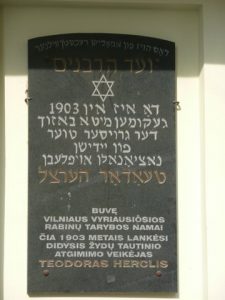 ועד הרבנים
דא איז אין 1903
געקומען מיט א באזוך
דער גרויסער טוער
פון יידישן
נאציאנאלן אויפלעבן
טעאדאר הערצל
BUVĘ
VILNIAUS VYRIAUSIOSIOS
RABINŲ TARYBOS NAMAI
ČIA 1903 METAIS LANKĖSI
DIDYSIS ŽYDŲ TAUTINIO
ATGIMIMO VEIKĖJAS
TEODORAS HERCLIS